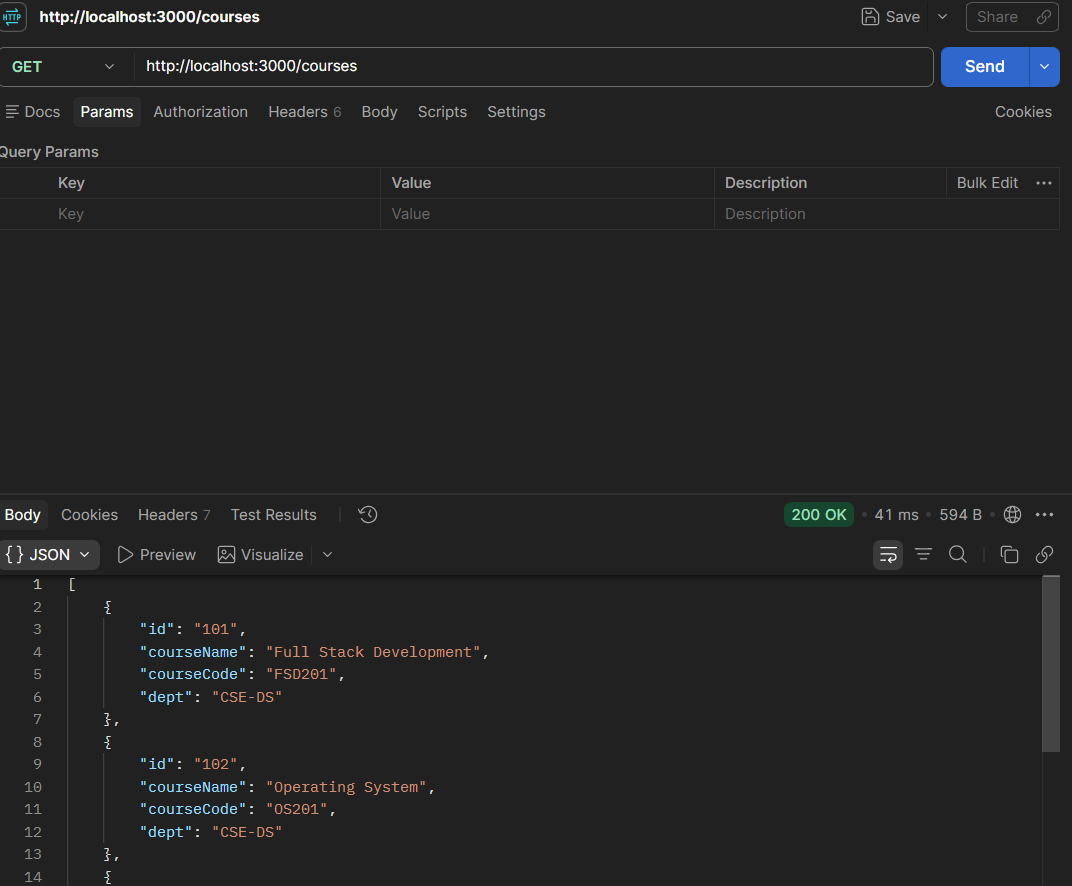 HTTP http://localhost:3000/courses Save Share
GET http://localhost:3000/courses Send
Docs Params Authorization Headers 6 Body Scripts Settings Cookies
Query Params
Key Value Description Bulk Edit
Key Value Description
Body Cookies Headers 7 Test Results 200 OK • 41 ms • 594 B •
{ } JSON Preview Visualize
1 [
2 {
3 "id": "101",
4 "courseName": "Full Stack Development",
5 "courseCode": "FSD201",
6 "dept": "CSE-DS"
7 },
8 {
9 "id": "102",
10 "courseName": "Operating System",
11 "courseCode": "OS201",
12 "dept": "CSE-DS"
13 },
14 {